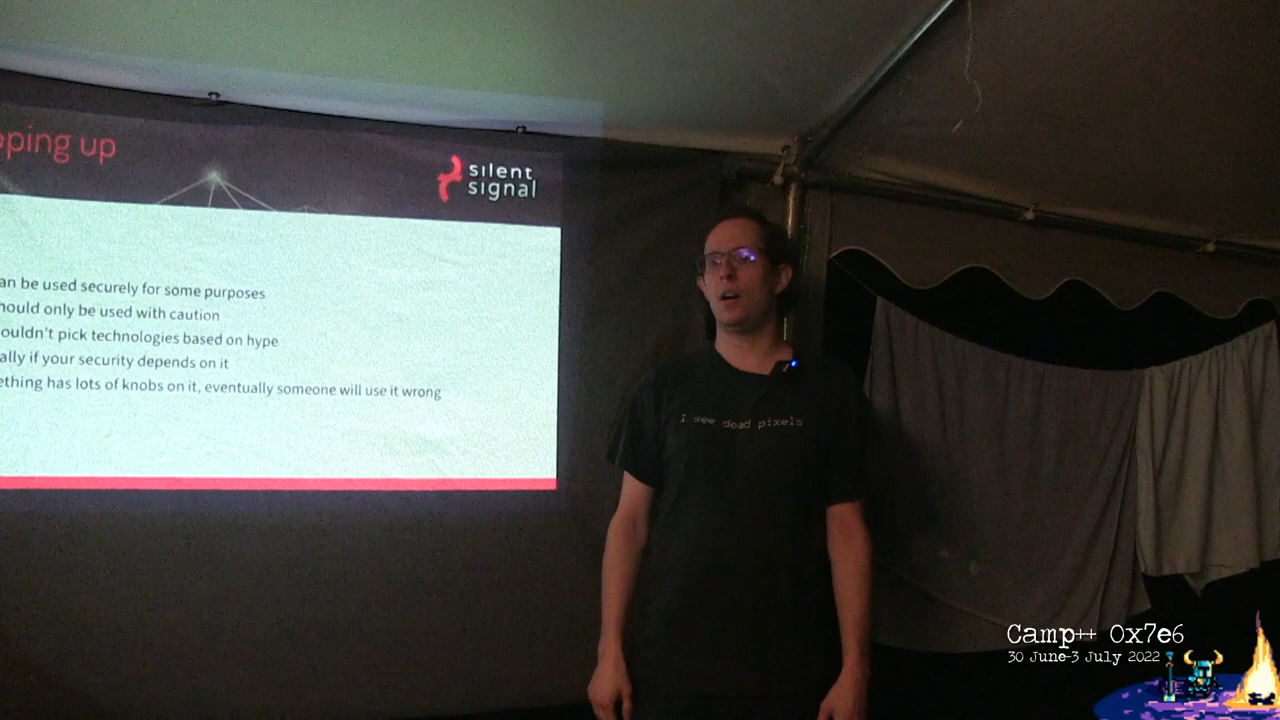 pping up
silent
signal
an be used securely for some purposes
hould only be used with caution
ouldn't pick technologies based on hype
ally if your security depends on it
ething has lots of knobs on it, eventually someone will use it wrong
I see dead pixels
Camp++ 0x7e6
30 June-3 July 2022